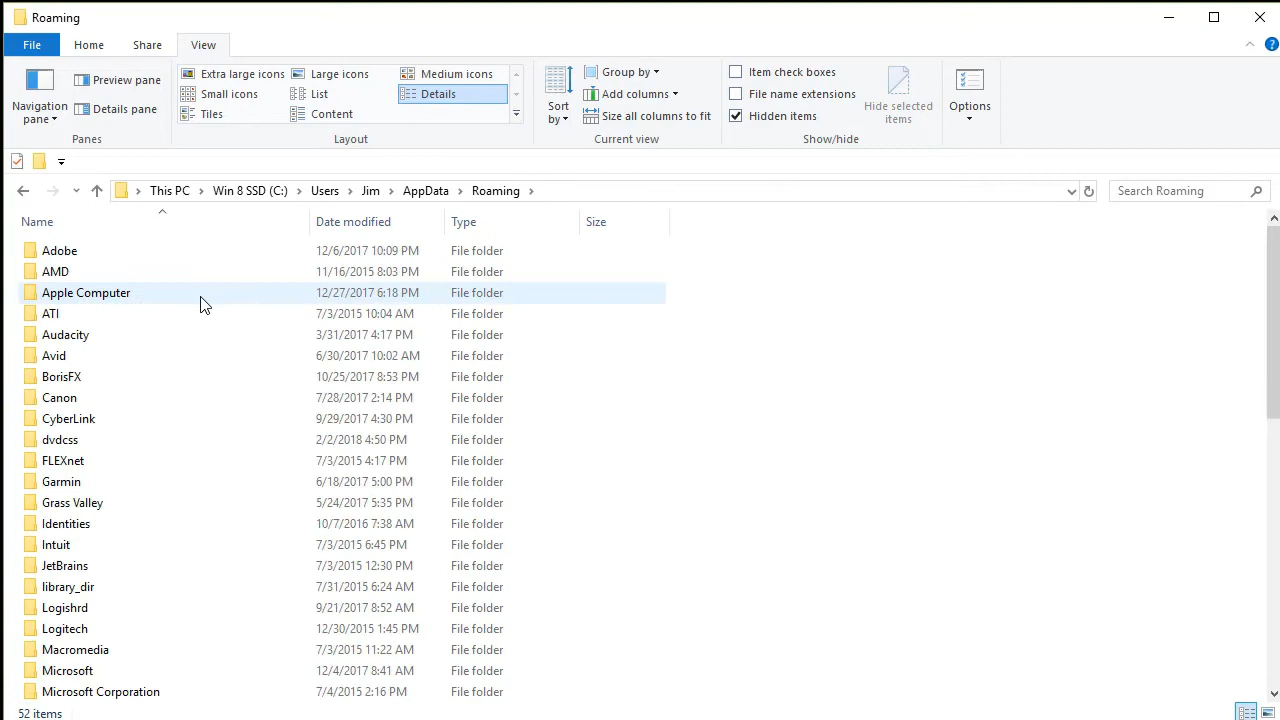 Roaming
File Home Share View
?
Navigation pane
Preview pane
Details pane
Panes
Extra large icons Large icons Medium icons
Small icons List Details
Tiles Content
Layout
Sort by
Group by
Add columns
Size all columns to fit
Current view
Item check boxes
File name extensions
Hidden items
Hide selected items
Show/hide
Options
This PC Win 8 SSD (C:) Users Jim AppData Roaming Search Roaming
Name Date modified Type Size
Adobe 12/6/2017 10:09 PM File folder
AMD 11/16/2015 8:03 PM File folder
Apple Computer 12/27/2017 6:18 PM File folder
ATI 7/3/2015 10:04 AM File folder
Audacity 3/31/2017 4:17 PM File folder
Avid 6/30/2017 10:02 AM File folder
BorisFX 10/25/2017 8:53 PM File folder
Canon 7/28/2017 2:14 PM File folder
CyberLink 9/29/2017 4:30 PM File folder
dvdcss 2/2/2018 4:50 PM File folder
FLEXnet 7/3/2015 4:17 PM File folder
Garmin 6/18/2017 5:00 PM File folder
Grass Valley 5/24/2017 5:35 PM File folder
Identities 10/7/2016 7:38 AM File folder
Intuit 7/3/2015 6:45 PM File folder
JetBrains 7/3/2015 12:30 PM File folder
library_dir 7/31/2015 6:24 AM File folder
Logishrd 9/21/2017 8:52 AM File folder
Logitech 12/30/2015 1:45 PM File folder
Macromedia 7/3/2015 11:22 AM File folder
Microsoft 12/4/2017 8:41 AM File folder
Microsoft Corporation 7/4/2015 2:16 PM File folder
52 items